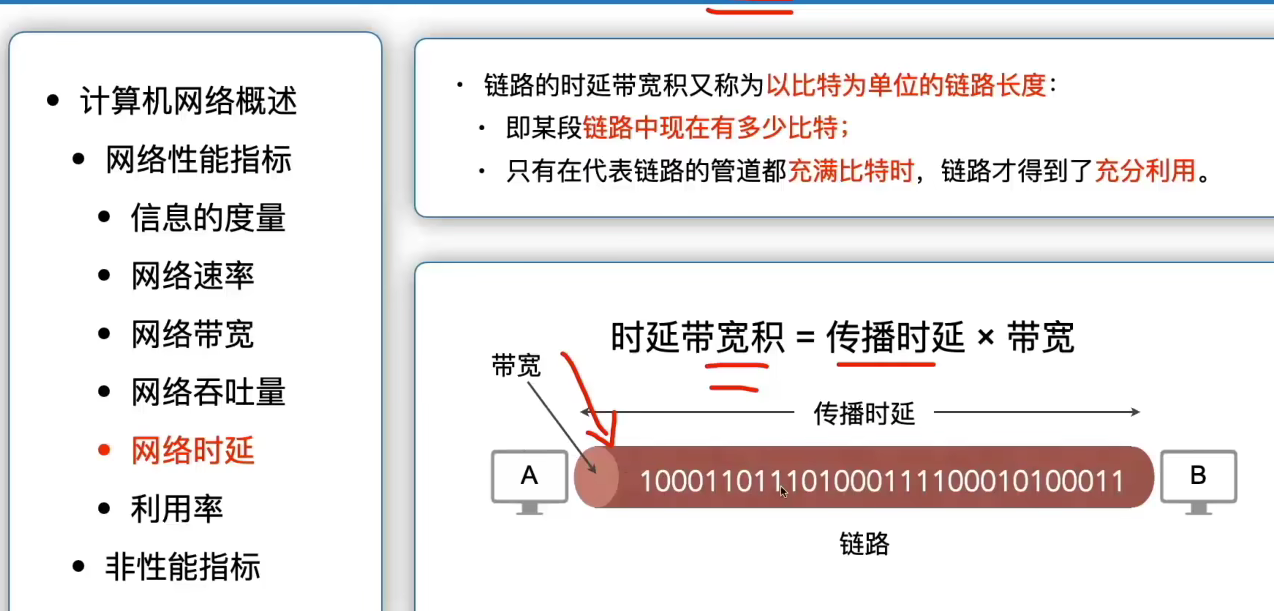 计算机网络概述
网络性能指标
信息的度量
网络速率
网络带宽
网络吞吐量
网络时延
利用率
非性能指标
链路的时延带宽积又称为以比特为单位的链路长度:
即某段链路中现在有多少比特;
只有在代表链路的管道都充满比特时，链路才得到了充分利用。
时延带宽积 = 传播时延 × 带宽
带宽
传播时延
A
1000110111010001111100010100011
B
链路